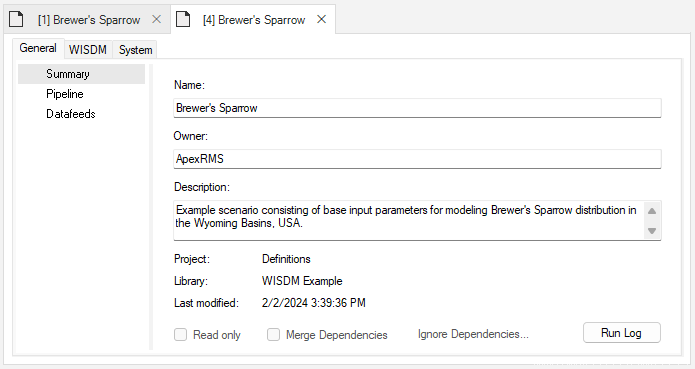 [1] Brewer's Sparrow
[4] Brewer's Sparrow
General WISDM System
Summary
Pipeline
Datafeeds
Name:
Brewer's Sparrow
Owner:
ApexRMS
Description:
Example scenario consisting of base input parameters for modeling Brewer's Sparrow distribution in
the Wyoming Basins, USA.
Project: Definitions
Library: WISDM Example
Last modified: 2/2/2024 3:39:36 PM
Read only Merge Dependencies Ignore Dependencies... Run Log